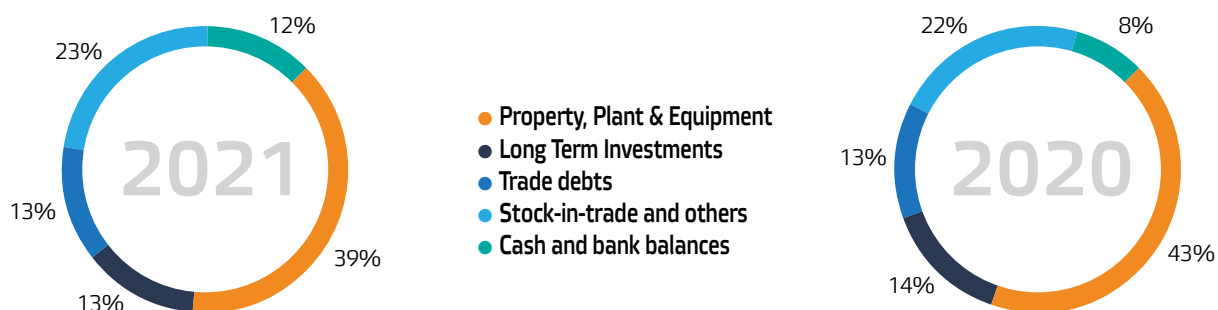 12%
23%
2021
13%
39%
13%
Property, Plant & Equipment
Long Term Investments
Trade debts
Stock-in-trade and others
Cash and bank balances
22%
8%
13%
2020
43%
14%